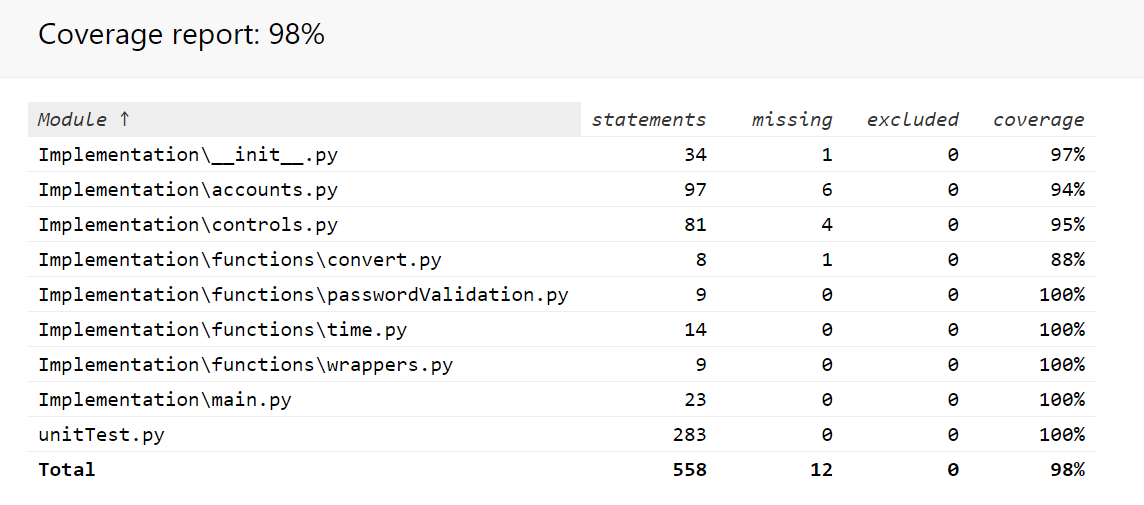 Coverage report: 98%
Module ↑ statements missing excluded coverage
Implementation\__init__.py 34 1 0 97%
Implementation\accounts.py 97 6 0 94%
Implementation\controls.py 81 4 0 95%
Implementation\functions\convert.py 8 1 0 88%
Implementation\functions\passwordValidation.py 9 0 0 100%
Implementation\functions\time.py 14 0 0 100%
Implementation\functions\wrappers.py 9 0 0 100%
Implementation\main.py 23 0 0 100%
unitTest.py 283 0 0 100%
Total 558 12 0 98%